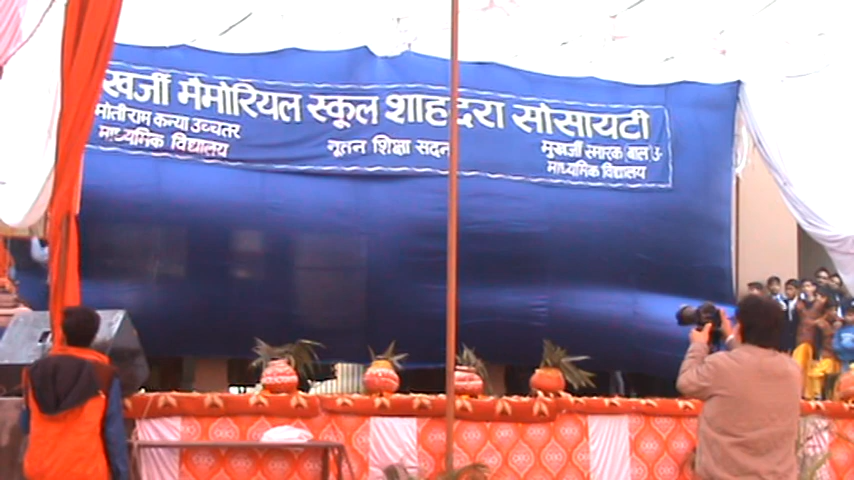 खर्जी मैमोरियल स्कूल शाहदरा सोसायटी
मोतीराम कन्या उच्चतर
माध्यमिक विद्यालय
नूतन शिक्षा सदन
मुखर्जी स्मारक (बाल) उ
माध्यमिक विद्यालय